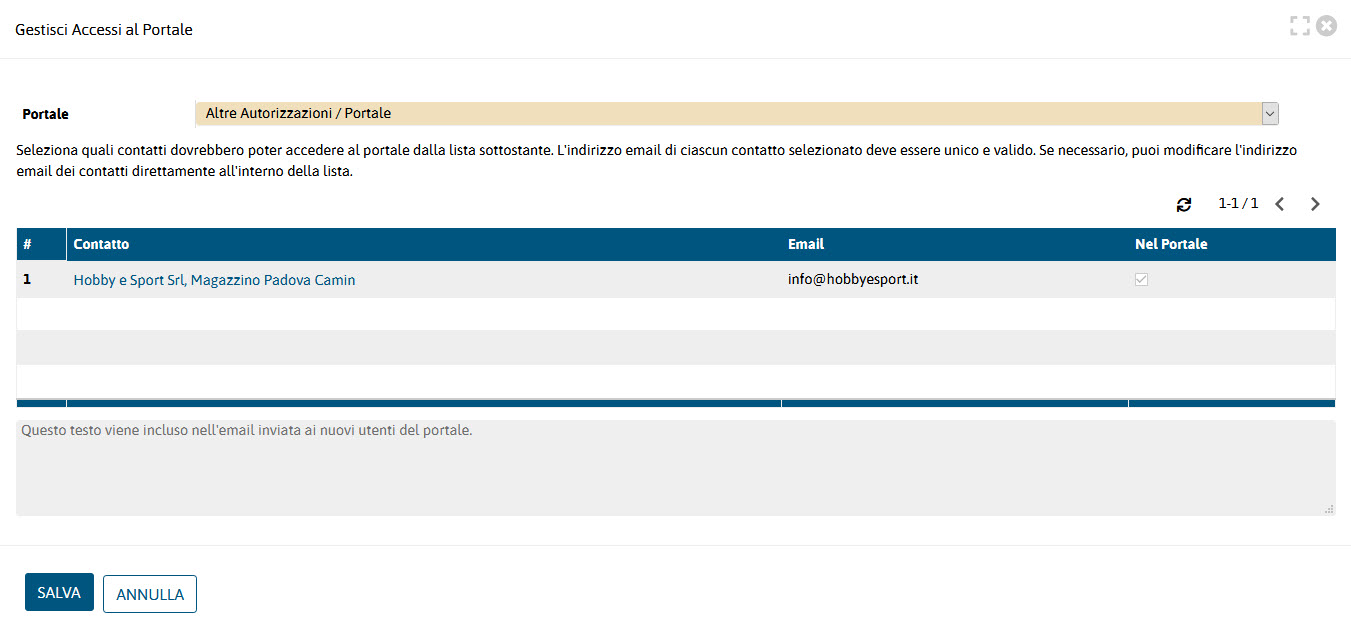 Gestisci Accessi al Portale
Portale
Altre Autorizzazioni / Portale
Seleziona quali contatti dovrebbero poter accedere al portale dalla lista sottostante. L'indirizzo email di ciascun contatto selezionato deve essere unico e valido. Se necessario, puoi modificare l'indirizzo
email dei contatti direttamente all'interno della lista.
1-1 / 1
# Contatto Email Nel Portale
1 Hobby e Sport Srl, Magazzino Padova Camin info@hobbyesport.it
Questo testo viene incluso nell'email inviata ai nuovi utenti del portale.
SALVA ANNULLA